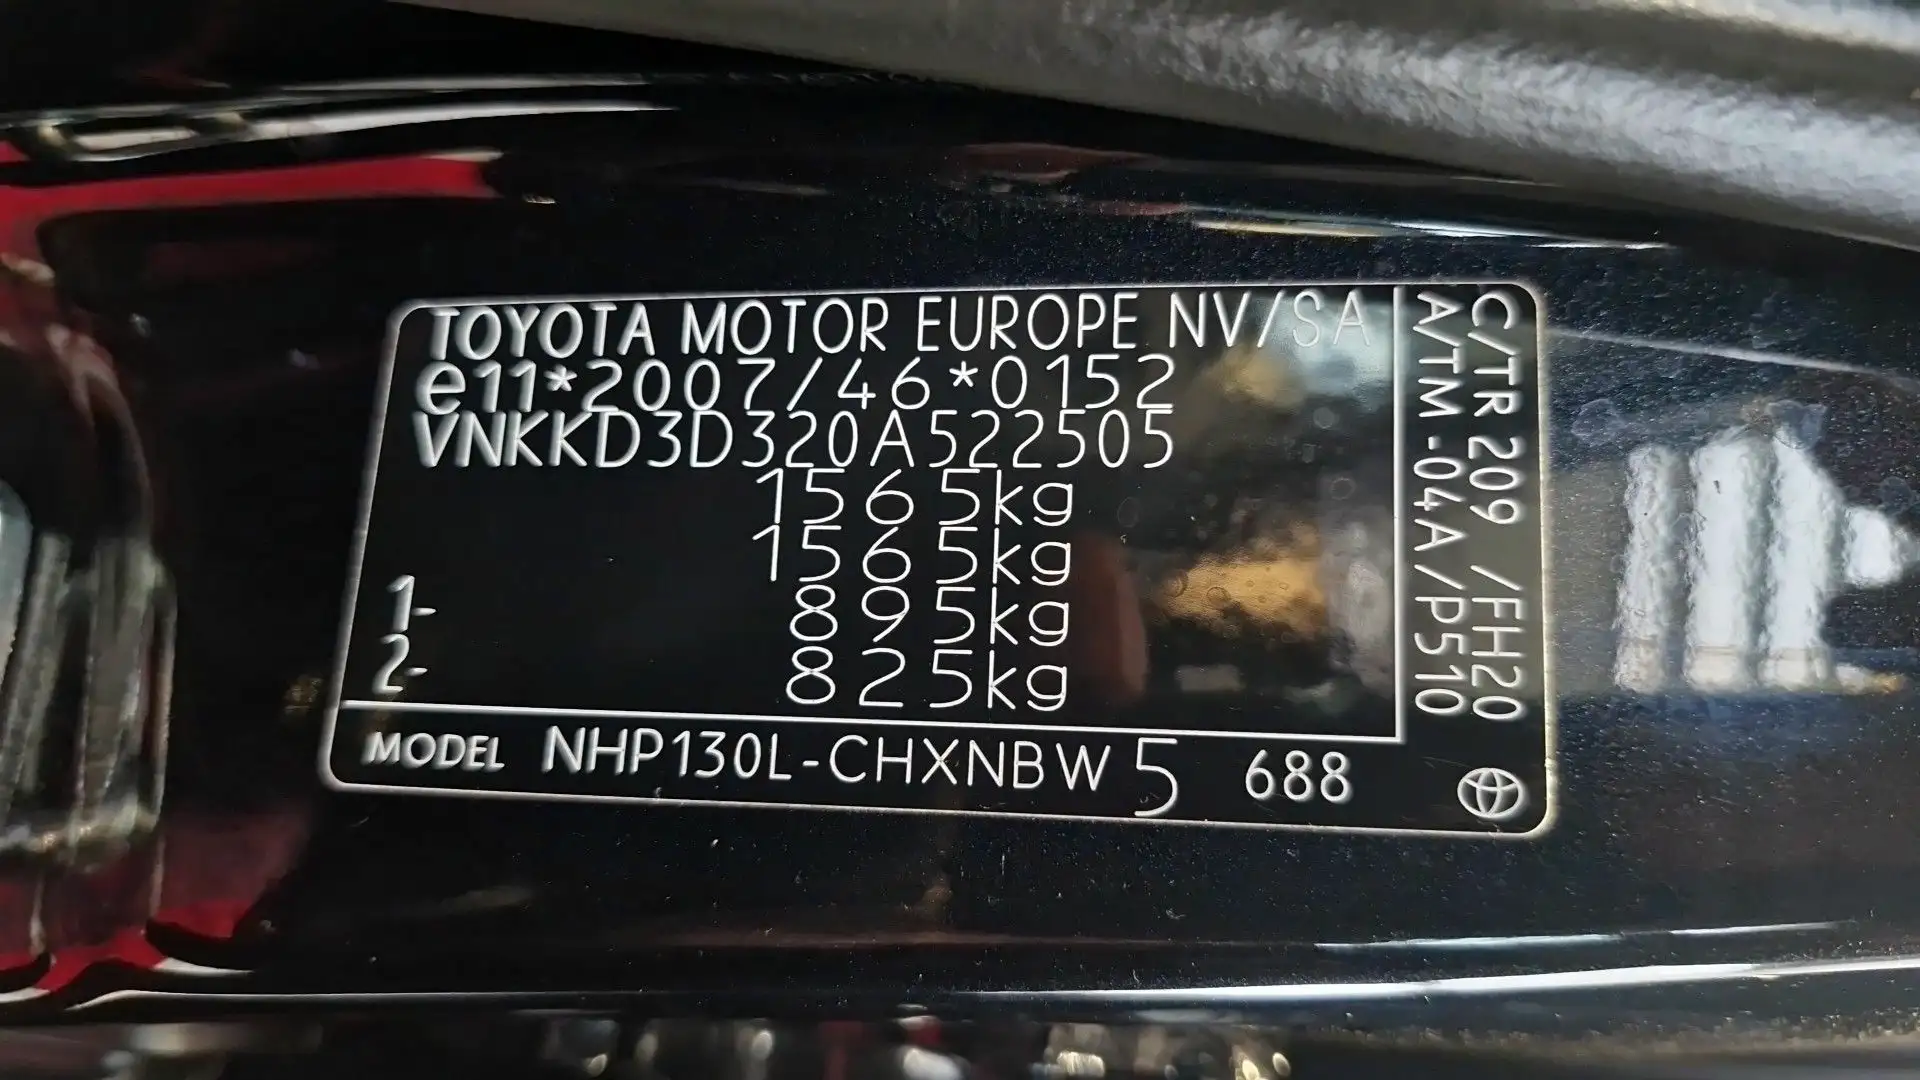 TOYOTA MOTOR EUROPE NV/SA
e11*2007/46*0152
VNKKD3D320A522505
1565kg
1565kg
1- 895kg
2- 825kg
MODEL NHP130L-CHXNBW 5 688
C/TR 209 /FH20
A/TM -04A/P510